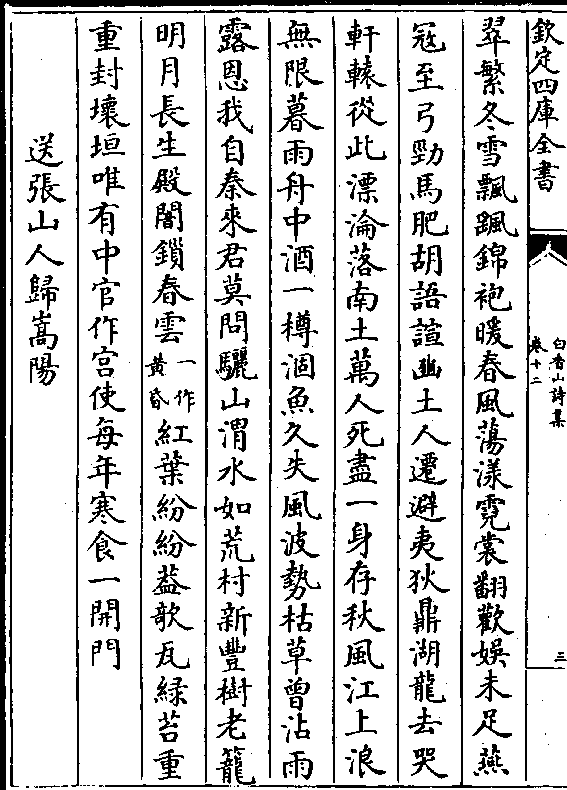 欽定四庫全書
白香山詩集
卷十二
三
翠繁冬雪飄颻錦袍暖春風蕩漾霓裳翻歡娛未足燕
冦至弓勁馬肥胡語諠豳土人遷避夷狄鼎湖龍去哭
軒轅從此漂淪落南土萬人死盡一身存秋風江上浪
無限暮雨舟中酒一樽涸魚久失風波勢枯草曾沾雨
露恩我自秦來君莫問驪山渭水如荒村新豐樹老籠
明月長生殿闇鎖春雲一作黄昏紅葉紛紛葢欹瓦緑苔重
重封壞垣唯有中官作宫使每年寒食一開門
送張山人歸嵩陽